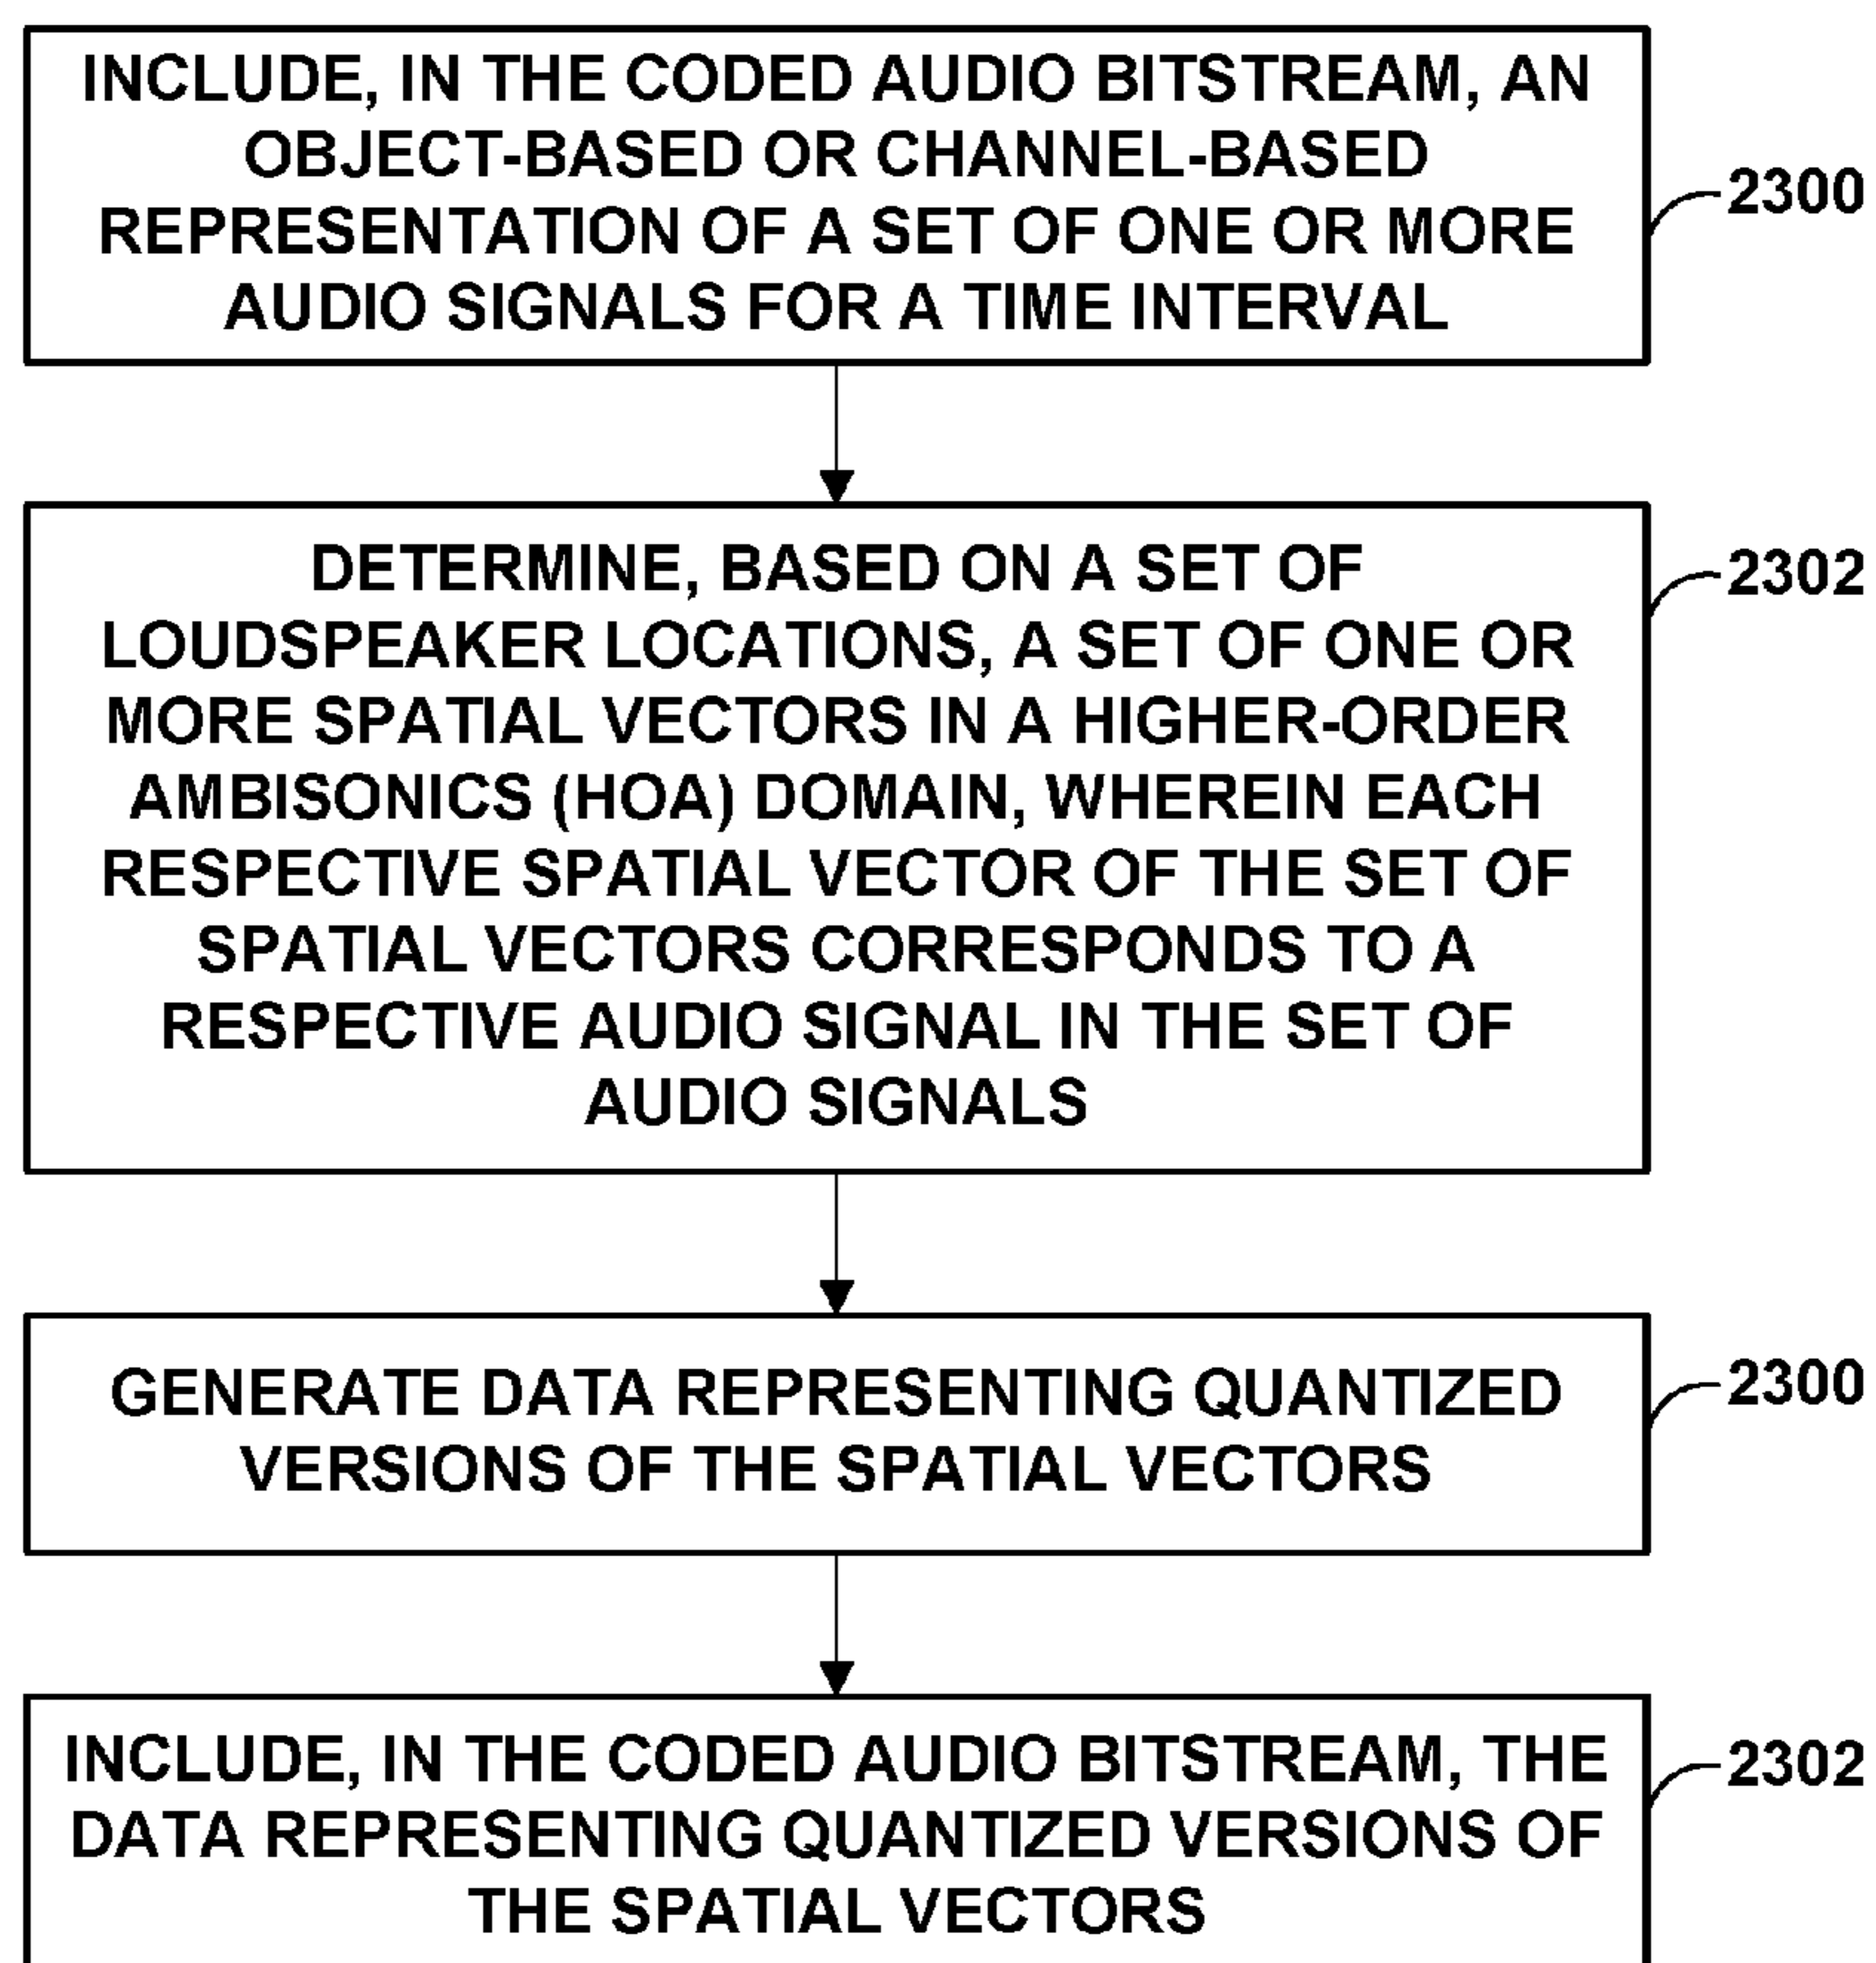 INCLUDE, IN THE CODED AUDIO BITSTREAM, AN
OBJECT-BASED OR CHANNEL-BASED
REPRESENTATION OF A SET OF ONE OR MORE
AUDIO SIGNALS FOR A TIME INTERVAL
2300
DETERMINE, BASED ON A SET OF
LOUDSPEAKER LOCATIONS, A SET OF ONE OR
MORE SPATIAL VECTORS IN A HIGHER-ORDER
AMBISONICS (HOA) DOMAIN, WHEREIN EACH
RESPECTIVE SPATIAL VECTOR OF THE SET OF
SPATIAL VECTORS CORRESPONDS TO A
RESPECTIVE AUDIO SIGNAL IN THE SET OF
AUDIO SIGNALS
2302
GENERATE DATA REPRESENTING QUANTIZED
VERSIONS OF THE SPATIAL VECTORS
2300
INCLUDE, IN THE CODED AUDIO BITSTREAM, THE
DATA REPRESENTING QUANTIZED VERSIONS OF
THE SPATIAL VECTORS
2302